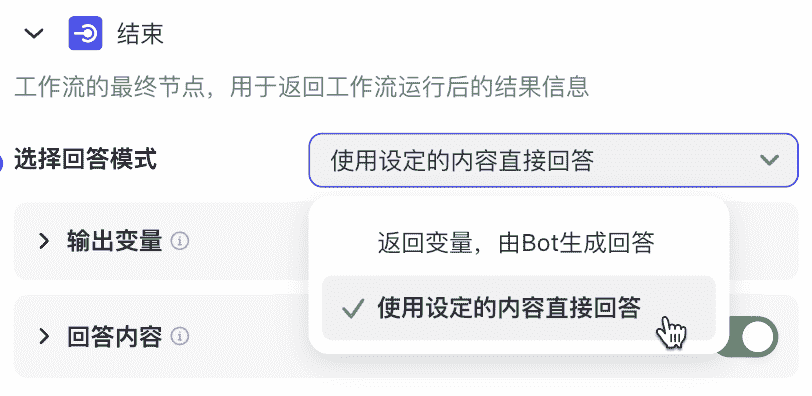 结束
工作流的最终节点，用于返回工作流运行后的结果信息
选择回答模式
使用设定的内容直接回答
输出变量
返回变量，由Bot生成回答
使用设定的内容直接回答
回答内容